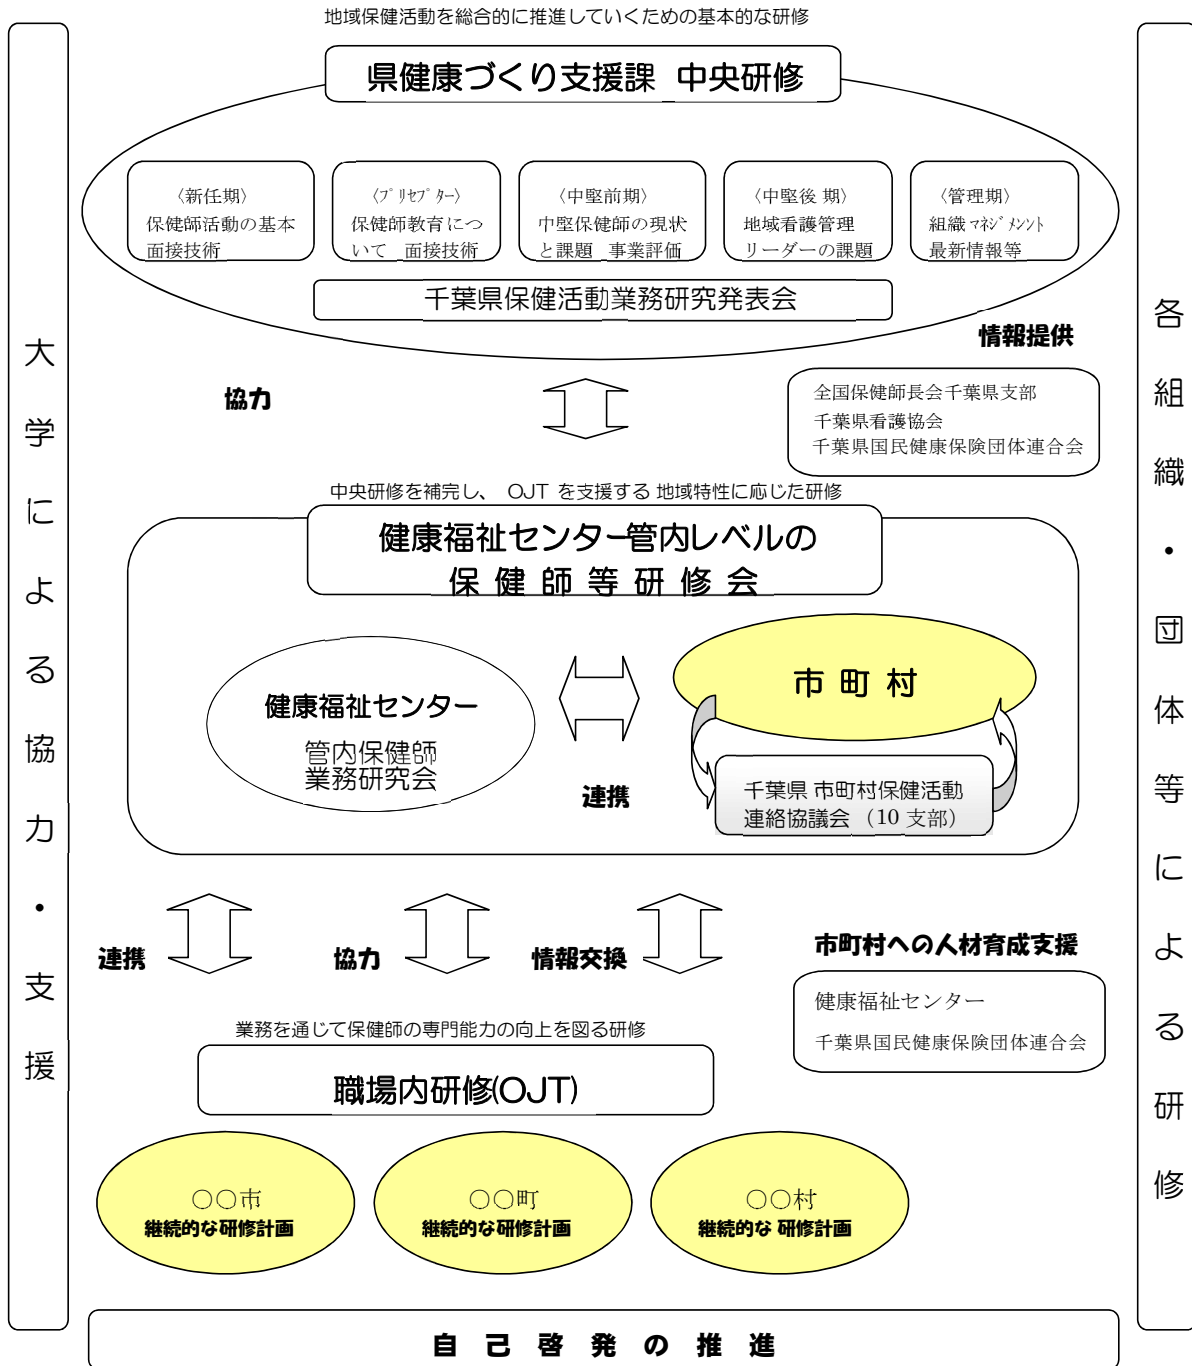 地域保健活動を総合的に推進していくための基本的な研修
県健康づくり支援課 中央研修
〈新任期〉
保健師活動の基本
面接技術
〈プリセプター〉
保健師教育につ
いて 面接技術
〈中堅前期〉
中堅保健師の現状
と課題 事業評価
〈中堅後期〉
地域看護管理
リーダーの課題
〈管理期〉
組織マネジメント
最新情報等
千葉県保健活動業務研究発表会
情報提供
協力
全国保健師長会千葉県支部
千葉県看護協会
千葉県国民健康保険団体連合会
中央研修を補完し、 OJT を支援する 地域特性に応じた研修
健康福祉センター管内レベルの
保健師等研修会
健康福祉センター
管内保健師
業務研究会
連携
市町村
千葉県 市町村保健活動
連絡協議会 （10 支部）
連携
協力
情報交換
市町村への人材育成支援
健康福祉センター
千葉県国民健康保険団体連合会
業務を通じて保健師の専門能力の向上を図る研修
職場内研修(OJT)
○○市
継続的な研修計画
○○町
継続的な研修計画
○○村
継続的な 研修計画
自己啓発の推進
大学による協力・支援
各組織・団体等による研修